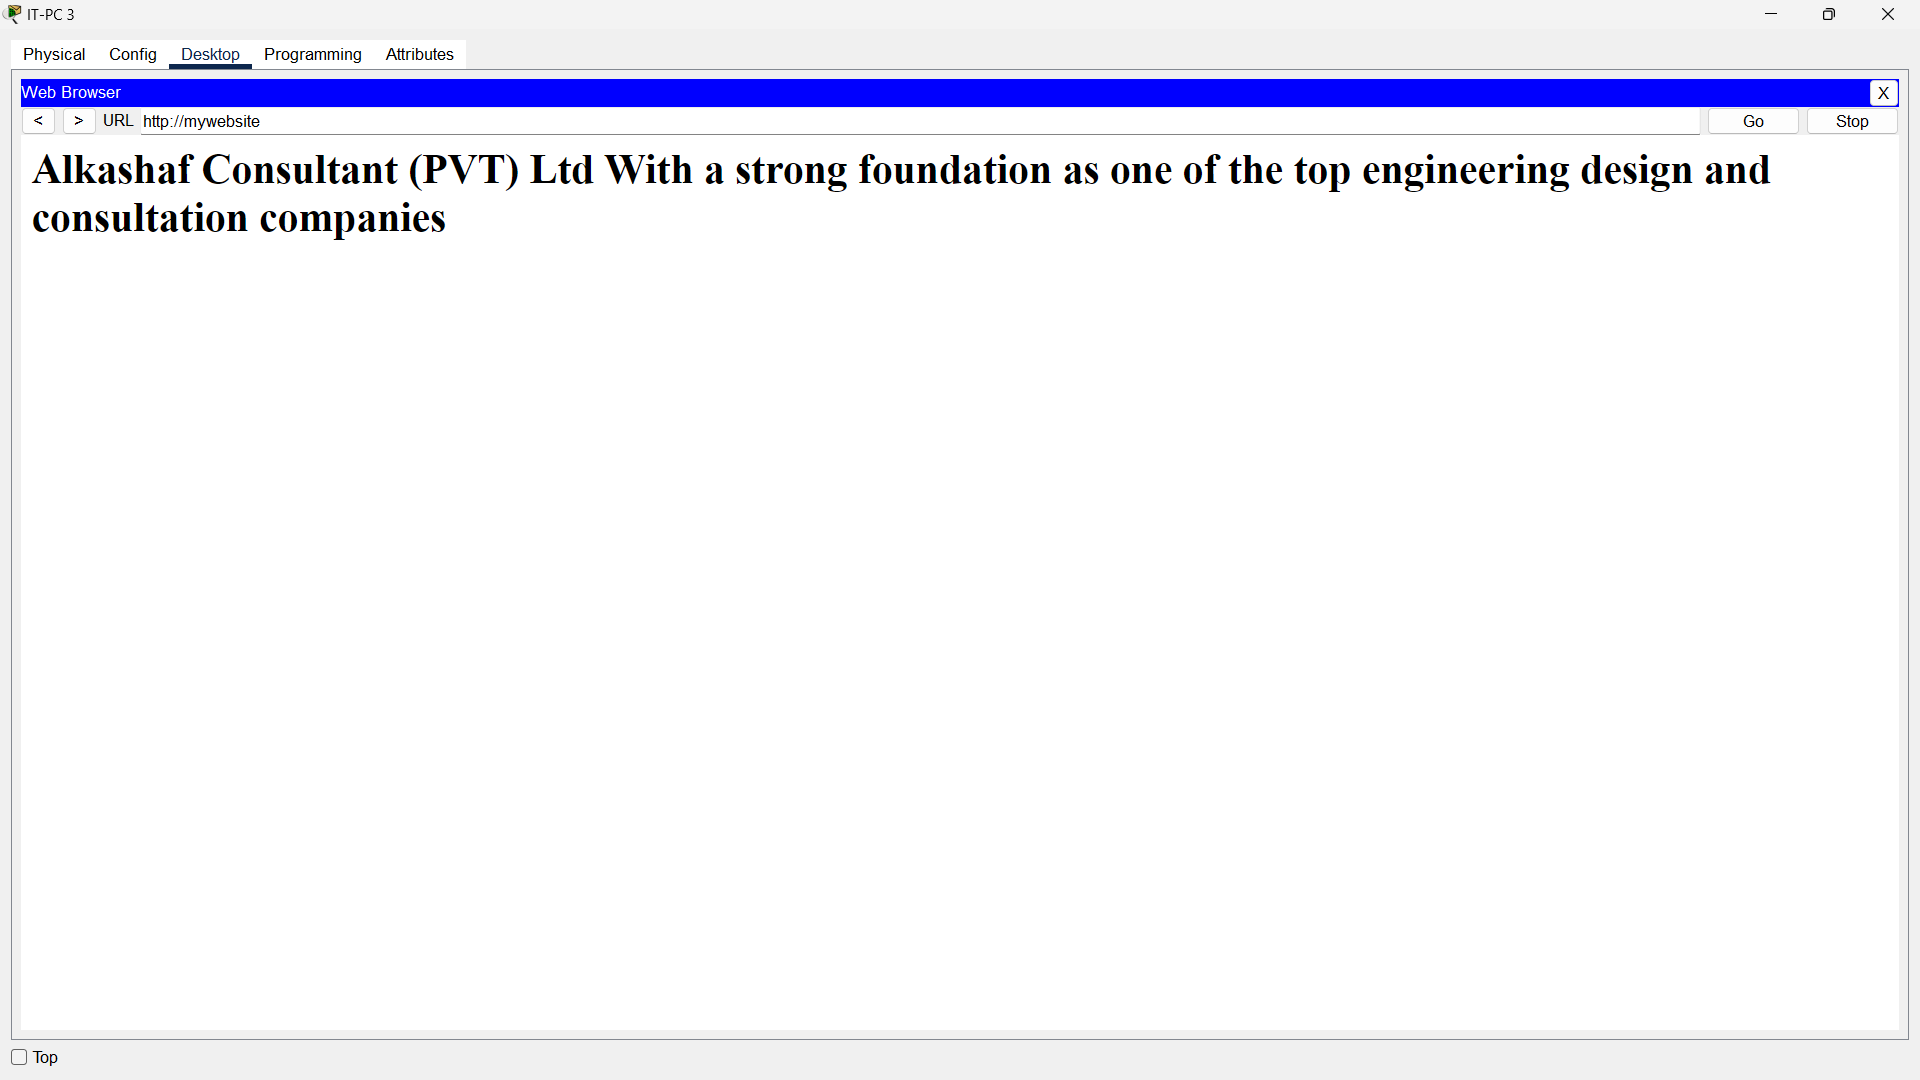 IT-PC 3
Physical Config Desktop Programming Attributes
Web Browser X
< > URL http://mywebsite Go Stop
Alkashaf Consultant (PVT) Ltd With a strong foundation as one of the top engineering design and
consultation companies
Top